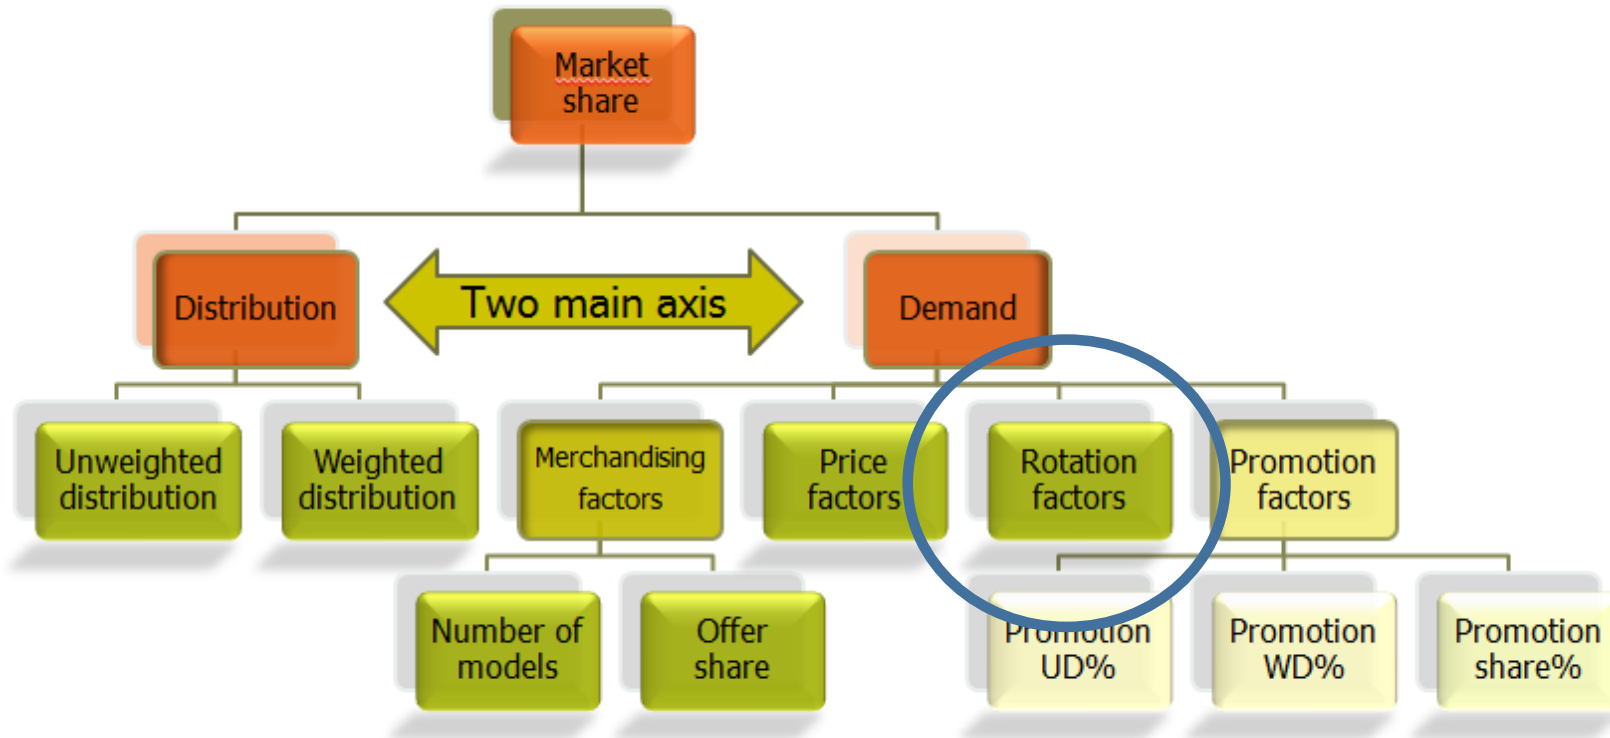 Market
share
Distribution
Two main axis
Demand
Unweighted
distribution
Weighted
distribution
Merchandising
factors
Price
factors
Rotation
factors
Promotion
factors
Number of
models
Offer
share
Promotion
UD%
Promotion
WD%
Promotion
share%